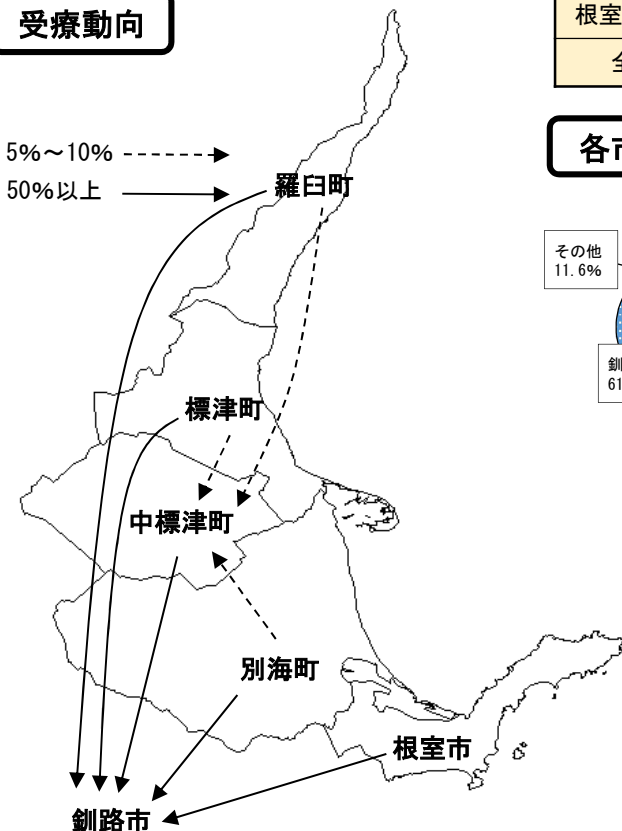 受療動向
根室
全
各市
5%～10%
50%以上
羅臼町
その他
11.6%
釧
61
標津町
中標津町
別海町
根室市
釧路市